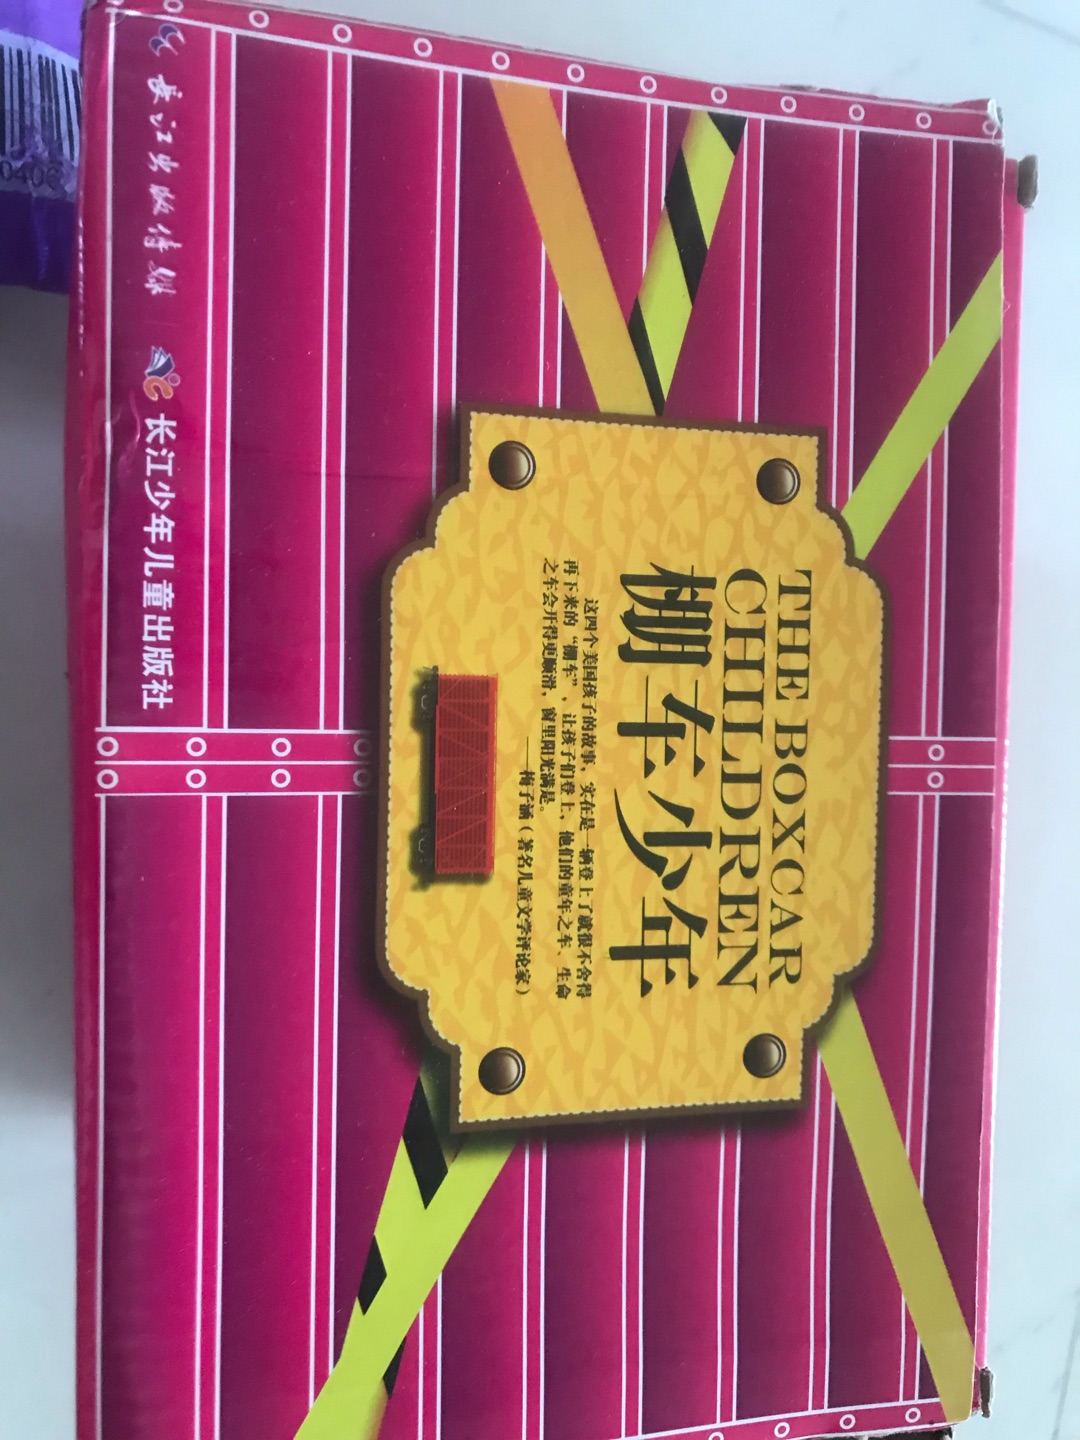 THE BOXCAR
CHILDREN
棚车少年
这四个美国孩子的故事，实在是一辆登上了就很不舍得
再下来的“棚车”，让孩子们登上，他们的童年之车、生命
之车会开得更顺滑，窗里阳光满是。
——梅子涵（著名儿童文学评论家）
长江出版传媒 | 长江少年儿童出版社
0406